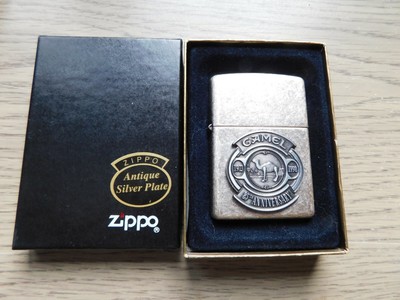 ZIPPO
Antique
Silver Plate
Zippo®
CAMEL
ANNIVERSARY